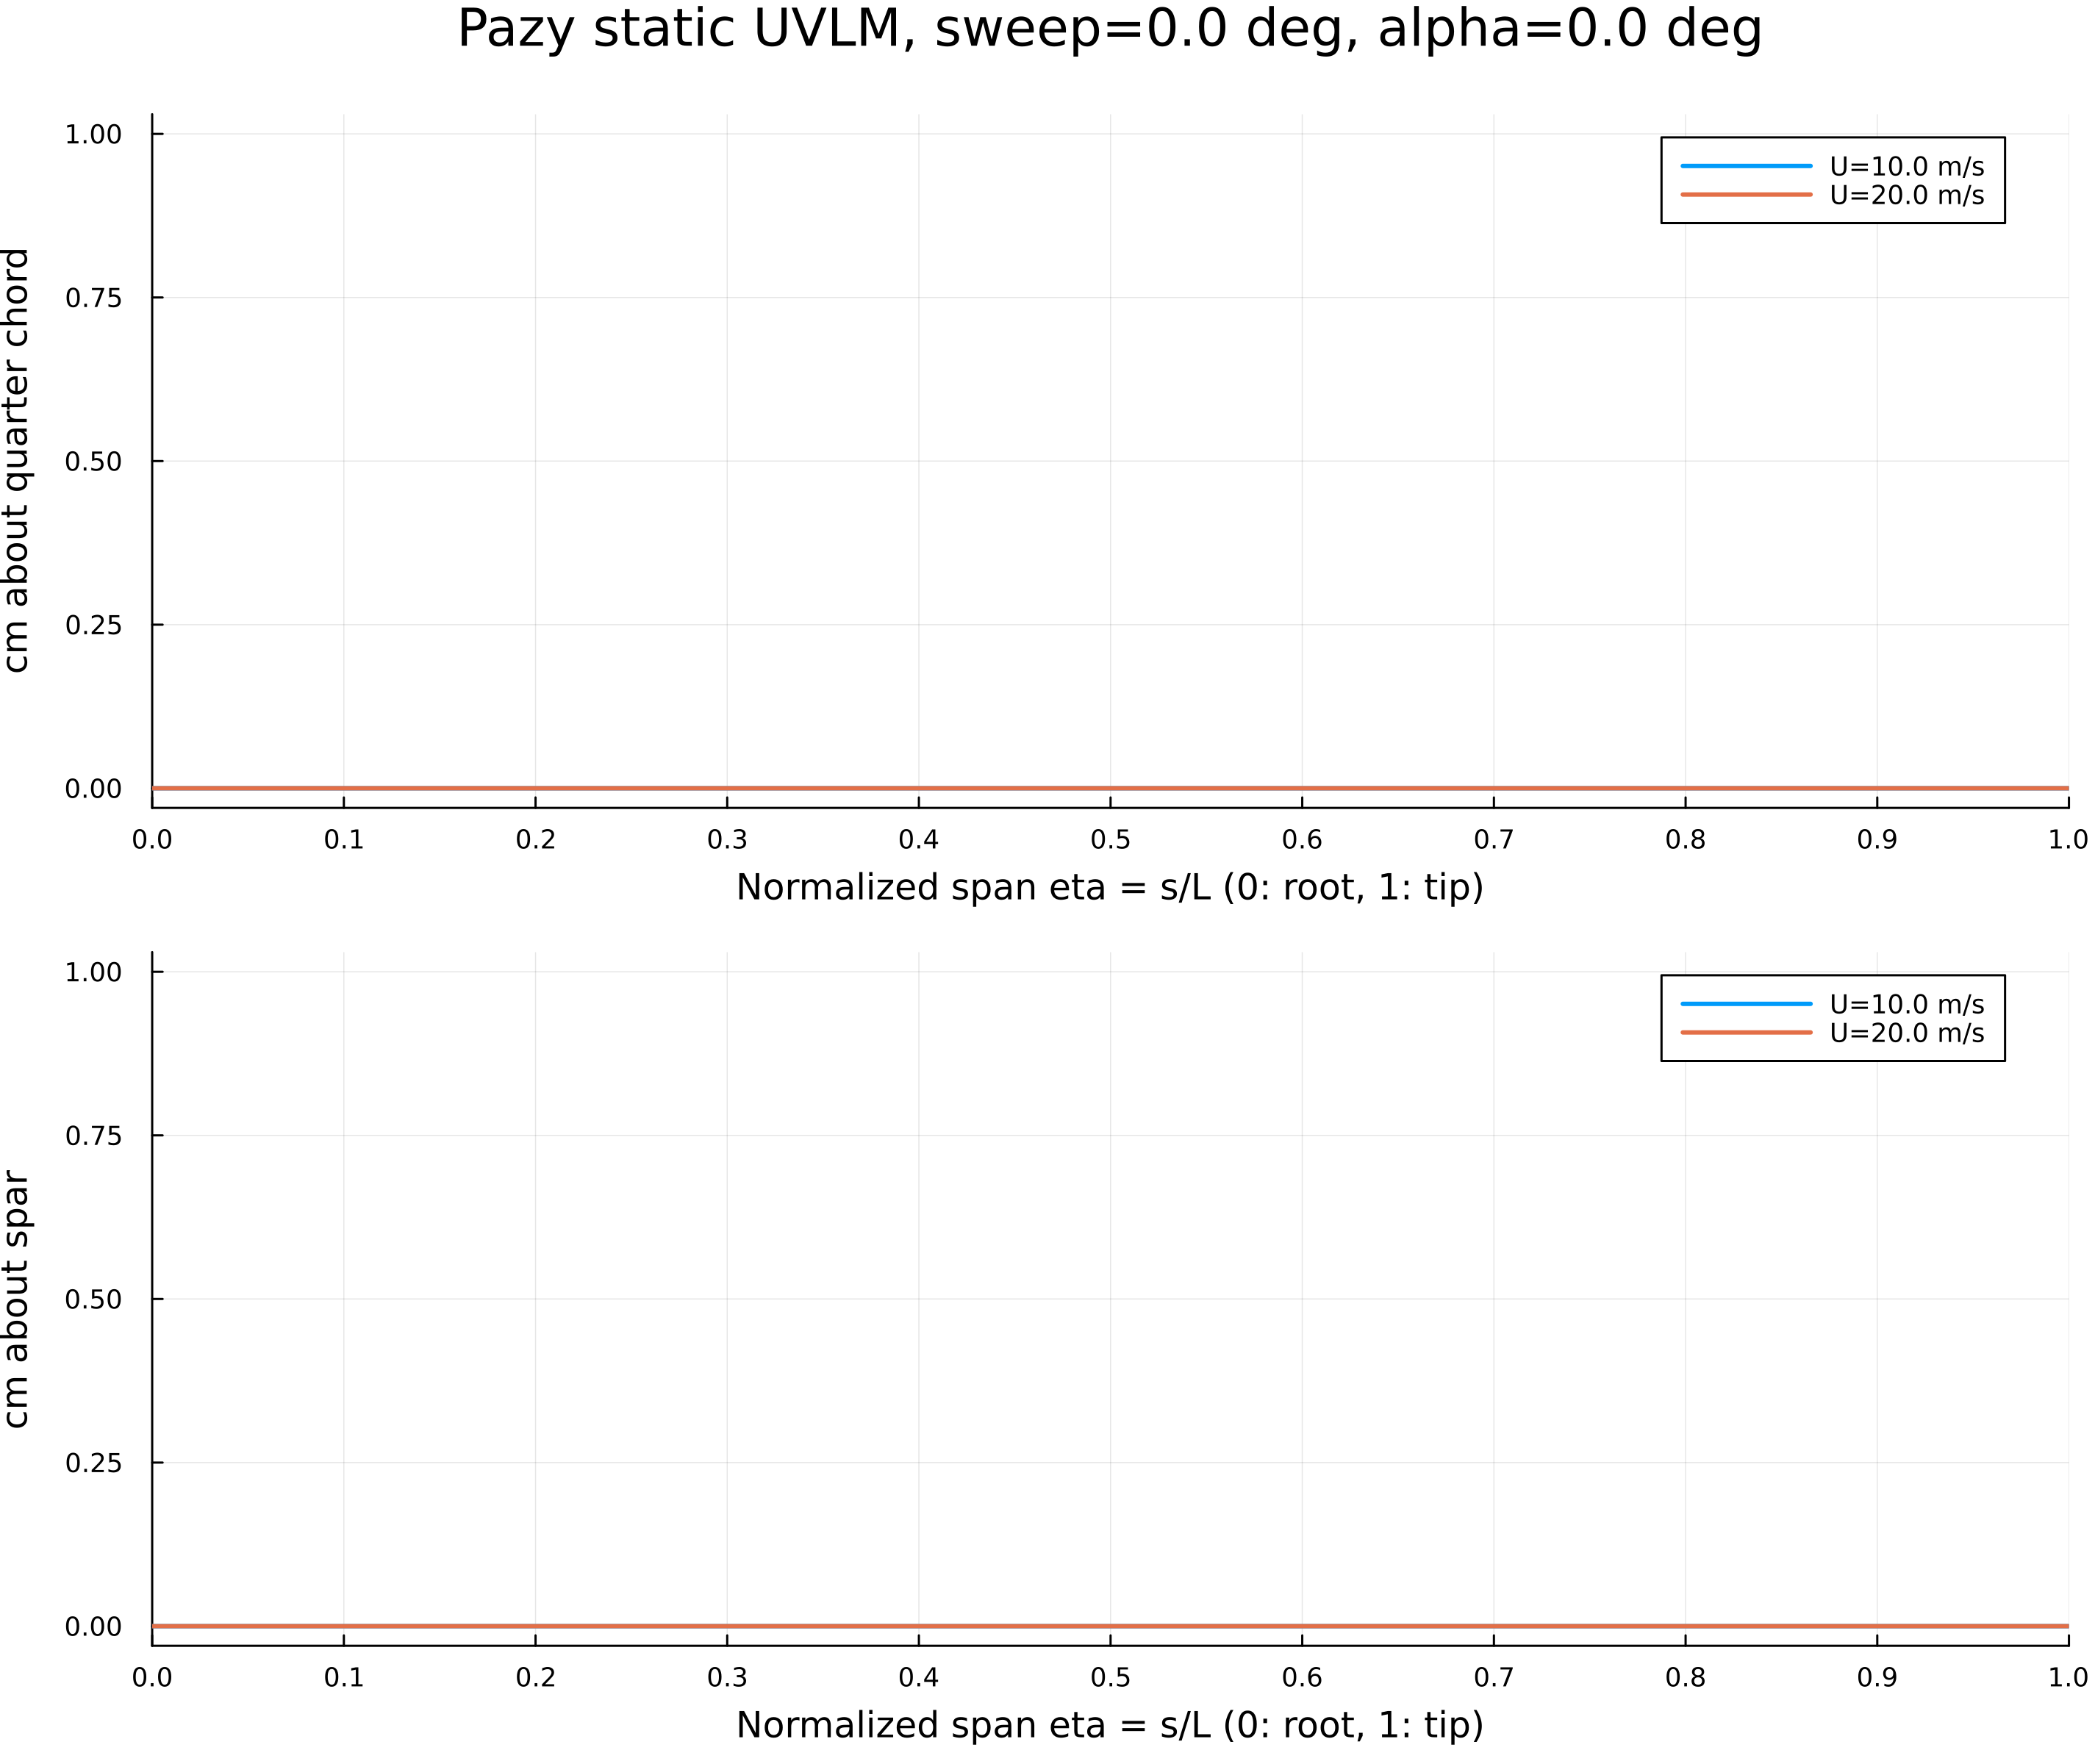 Pazy static UVLM, sweep=0.0 deg, alpha=0.0 deg
cm about quarter chord
1.00
0.75
0.50
0.25
0.00
U=10.0 m/s
U=20.0 m/s
0.0 0.1 0.2 0.3 0.4 0.5 0.6 0.7 0.8 0.9 1.0
Normalized span eta = s/L (0: root, 1: tip)
cm about spar
1.00
0.75
0.50
0.25
0.00
U=10.0 m/s
U=20.0 m/s
0.0 0.1 0.2 0.3 0.4 0.5 0.6 0.7 0.8 0.9 1.0
Normalized span eta = s/L (0: root, 1: tip)